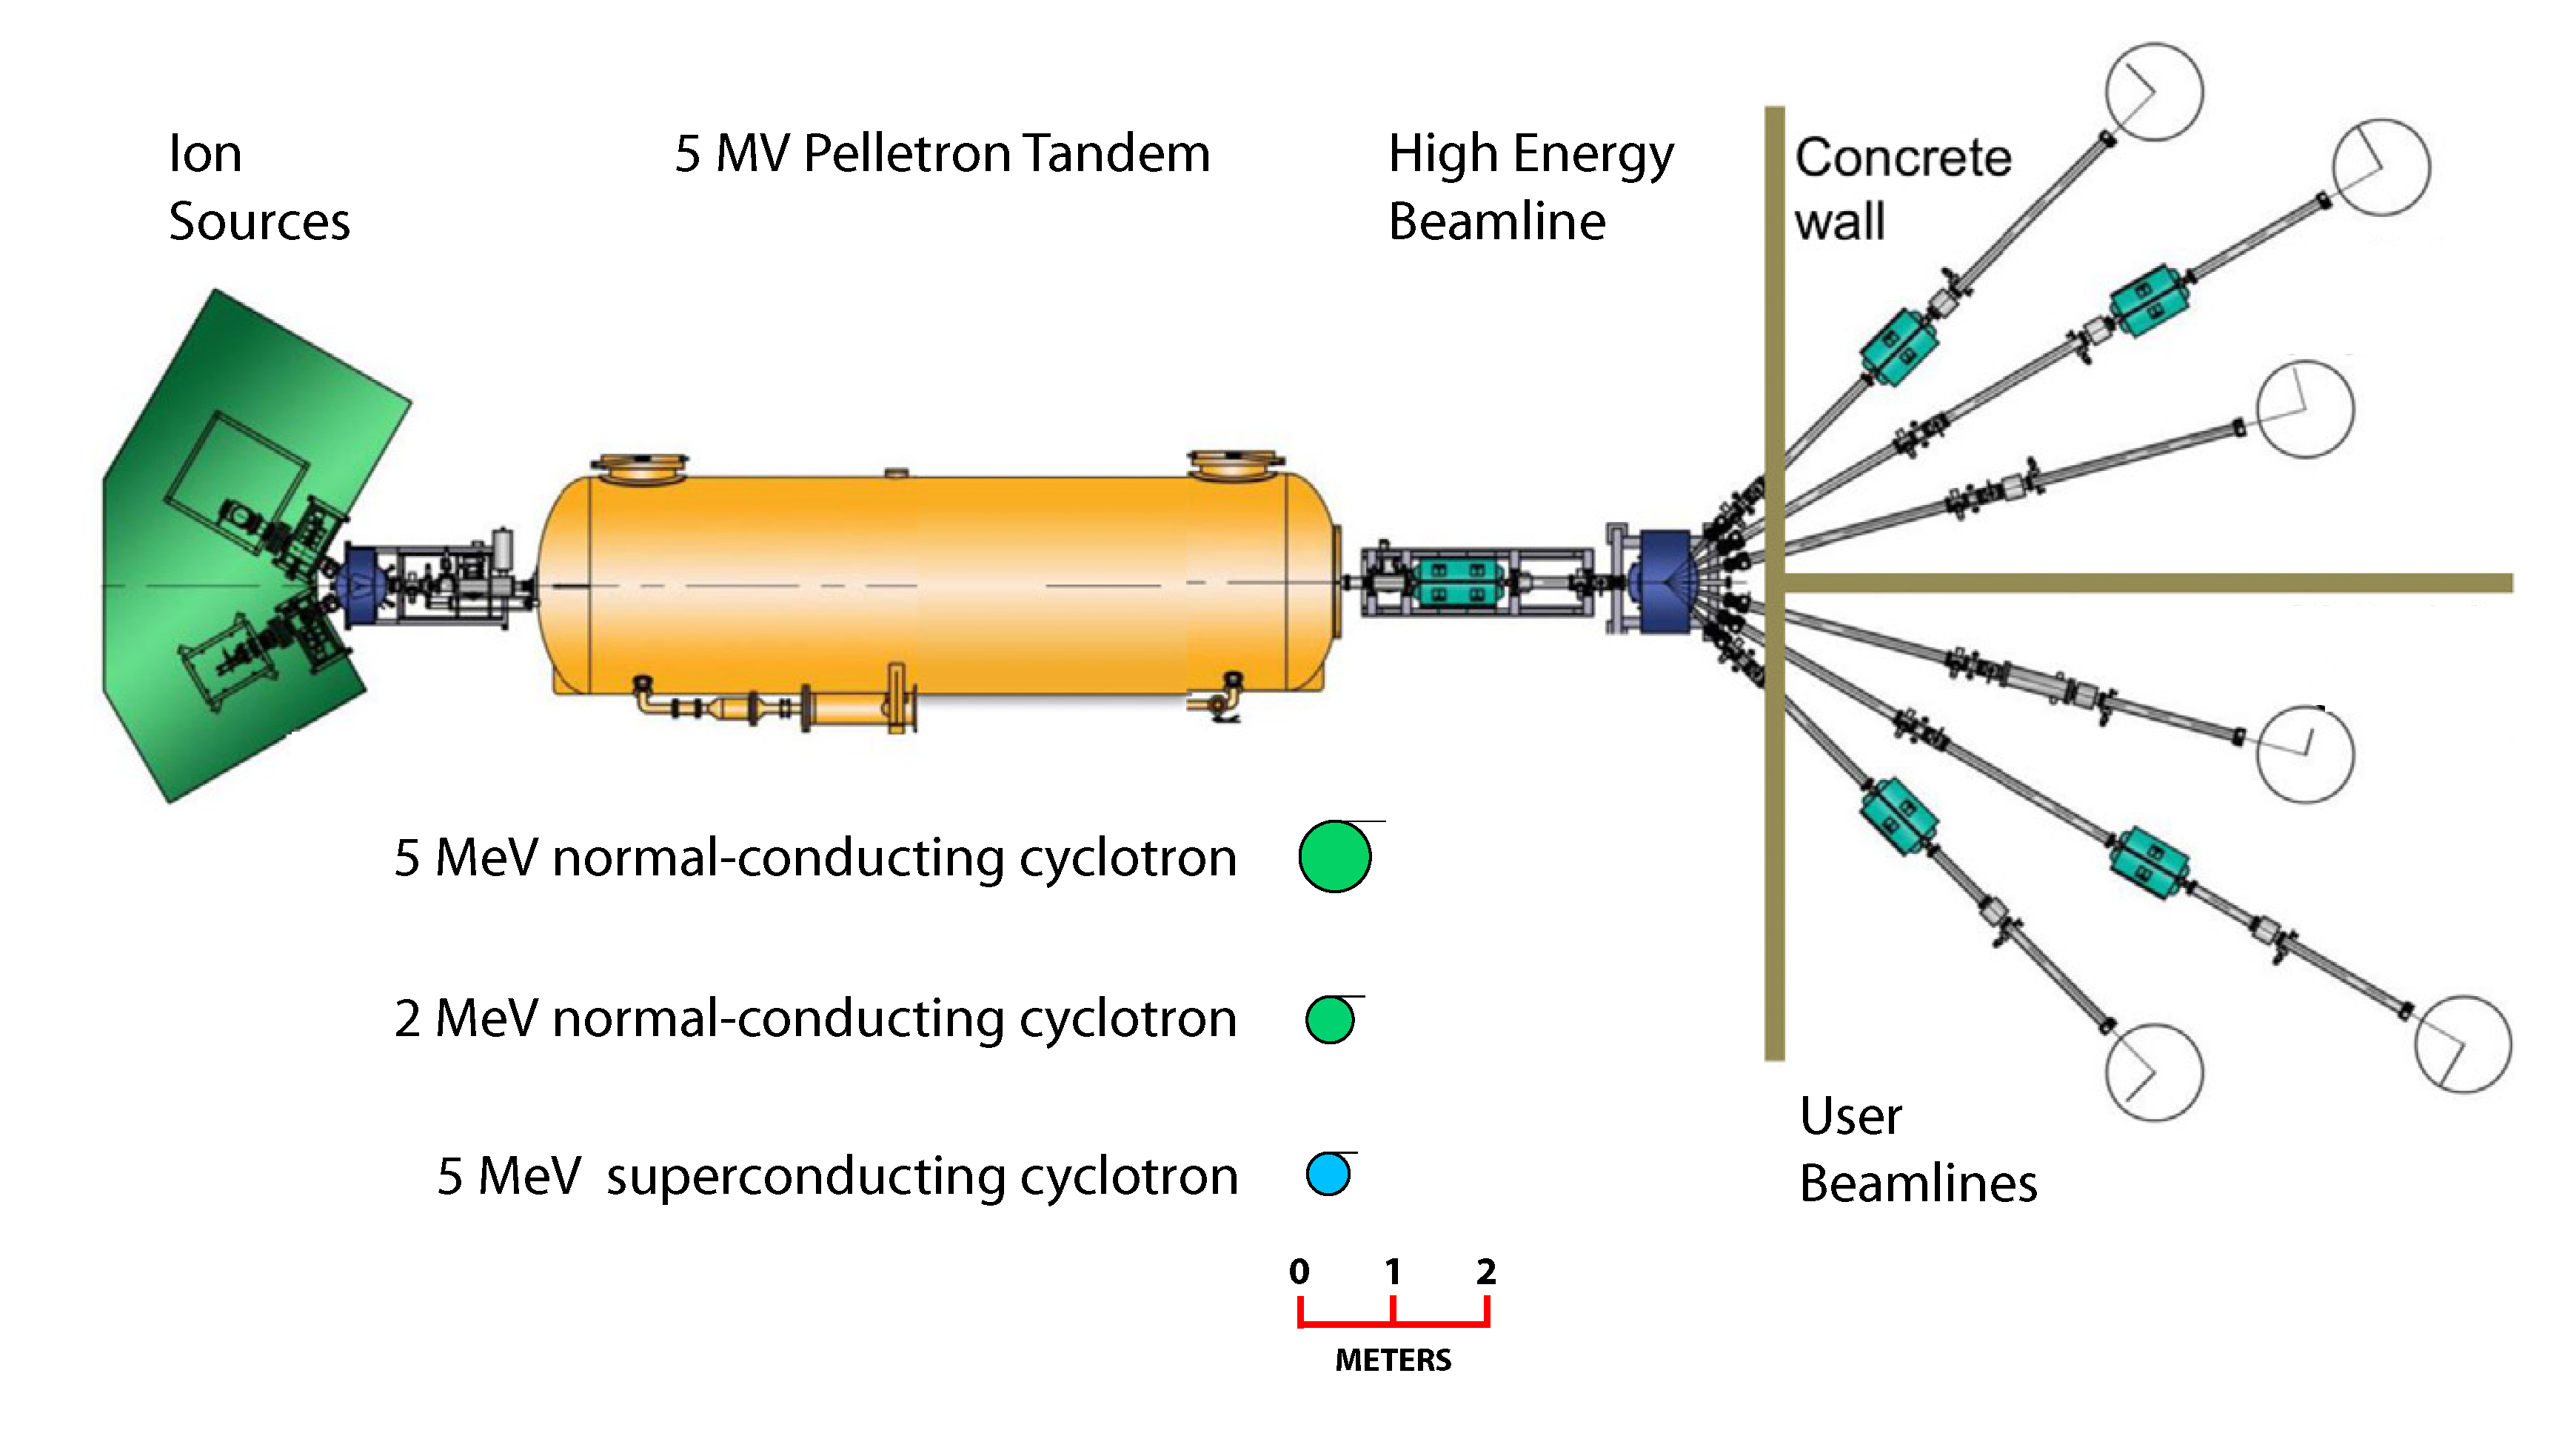 Ion
Sources
5 MV Pelletron Tandem
High Energy
Beamline
Concrete
wall
5 MeV normal-conducting cyclotron
2 MeV normal-conducting cyclotron
5 MeV superconducting cyclotron
User
Beamlines
0 1 2
METERS